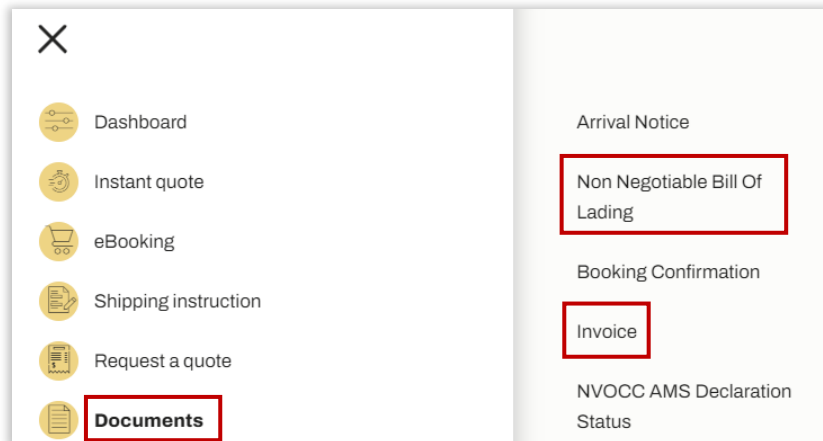 Dashboard
Instant quote
eBooking
Shipping instruction
Request a quote
Documents
Arrival Notice
Non Negotiable Bill Of
Lading
Booking Confirmation
Invoice
NVOCC AMS Declaration
Status